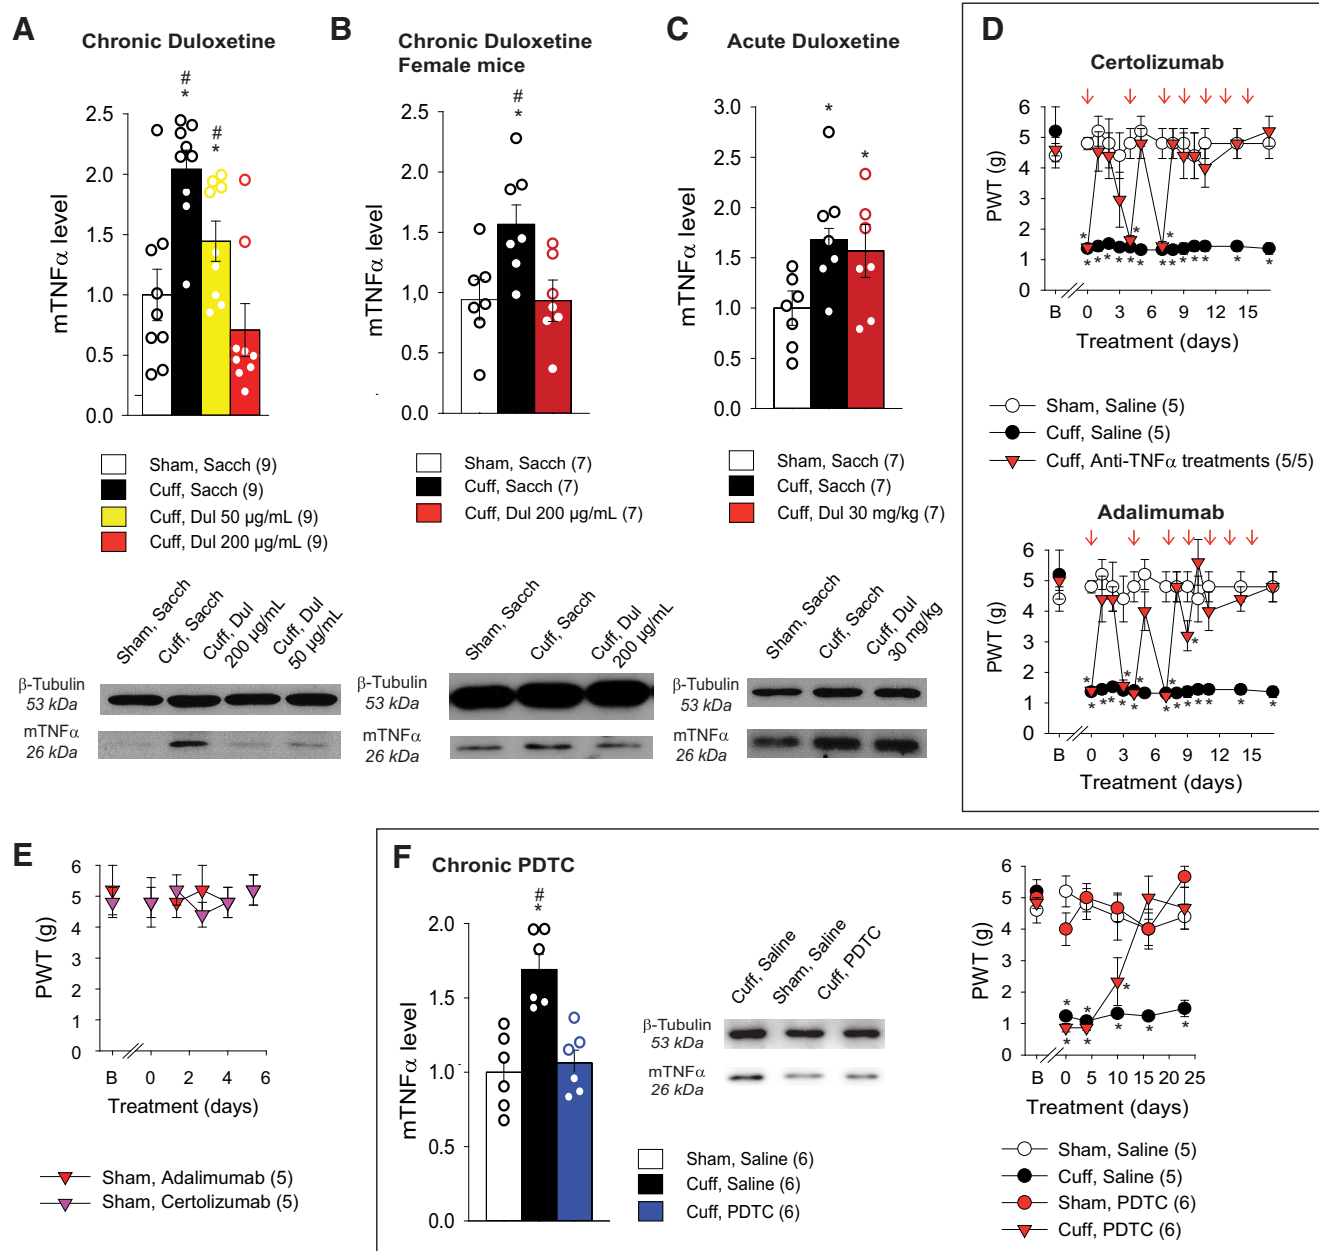 A
Chronic Duloxetine
mTNFα level
2.5
2.0
1.5
1.0
0.5
0.0
#
*
#
*
Sham, Sacch (9)
Cuff, Sacch (9)
Cuff, Dul 50 µg/mL (9)
Cuff, Dul 200 µg/mL (9)
Sham, Sacch
Cuff, Sacch
Cuff, Dul
200 µg/mL
Cuff, Dul
50 µg/mL
β-Tubulin
53 kDa
mTNFα
26 kDa
B
Chronic Duloxetine
Female mice
mTNFα level
2.5
2.0
1.5
1.0
0.5
0.0
#
*
Sham, Sacch (7)
Cuff, Sacch (7)
Cuff, Dul 200 µg/mL (7)
Sham, Sacch
Cuff, Sacch
Cuff, Dul
200 µg/mL
β-Tubulin
53 kDa
mTNFα
26 kDa
C
Acute Duloxetine
mTNFα level
3.0
2.5
2.0
1.5
1.0
0.5
0.0
*
*
Sham, Sacch (7)
Cuff, Sacch (7)
Cuff, Dul 30 mg/kg (7)
Sham, Sacch
Cuff, Sacch
Cuff, Dul
30 mg/kg
β-Tubulin
53 kDa
mTNFα
26 kDa
D
Certolizumab
PWT (g)
6
5
4
3
2
1
0
* * *
* * * * * * * * * * * *
B 0 3 6 9 12 15
Treatment (days)
Sham, Saline (5)
Cuff, Saline (5)
Cuff, Anti-TNFα treatments (5/5)
Adalimumab
PWT (g)
6
5
4
3
2
1
0
* * * * *
* * * * * * * * * * *
B 0 3 6 9 12 15
Treatment (days)
E
PWT (g)
6
5
4
3
2
1
0
B 0 2 4 6
Treatment (days)
Sham, Adalimumab (5)
Sham, Certolizumab (5)
F
Chronic PDTC
mTNFα level
2.0
1.5
1.0
0.5
0.0
#
*
Cuff, Saline
Sham, Saline
Cuff, PDTC
β-Tubulin
53 kDa
mTNFα
26 kDa
Sham, Saline (6)
Cuff, Saline (6)
Cuff, PDTC (6)
PWT (g)
6
5
4
3
2
1
0
* * *
* * * * *
B 0 5 10 15 20 25
Treatment (days)
Sham, Saline (5)
Cuff, Saline (5)
Sham, PDTC (6)
Cuff, PDTC (6)